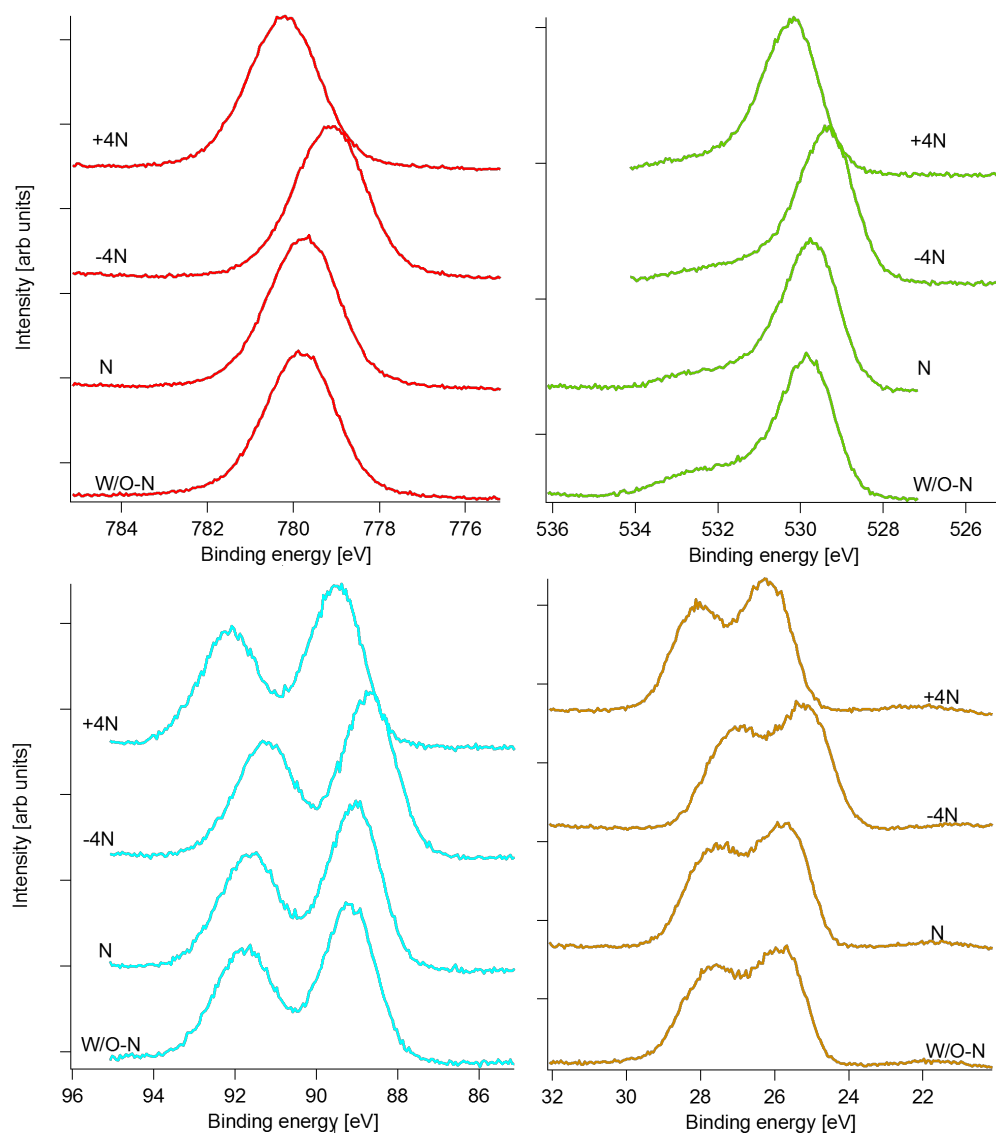 Intensity [arb units]
+4N
-4N
N
W/O-N
784 782 780 778 776
Binding energy [eV]
+4N
-4N
N
W/O-N
536 534 532 530 528 526
Binding energy [eV]
Intensity [arb units]
+4N
-4N
N
W/O-N
96 94 92 90 88 86
Binding energy [eV]
+4N
-4N
N
W/O-N
32 30 28 26 24 22
Binding energy [eV]